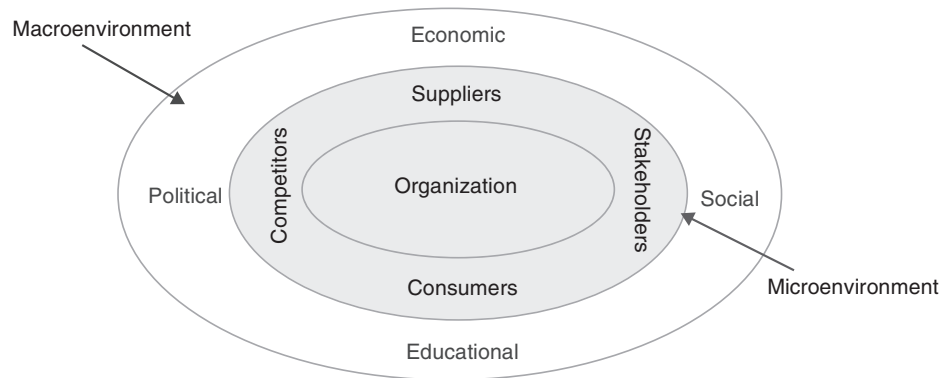 Macroenvironment
Economic
Suppliers
Competitors
Stakeholders
Organization
Political
Social
Consumers
Microenvironment
Educational